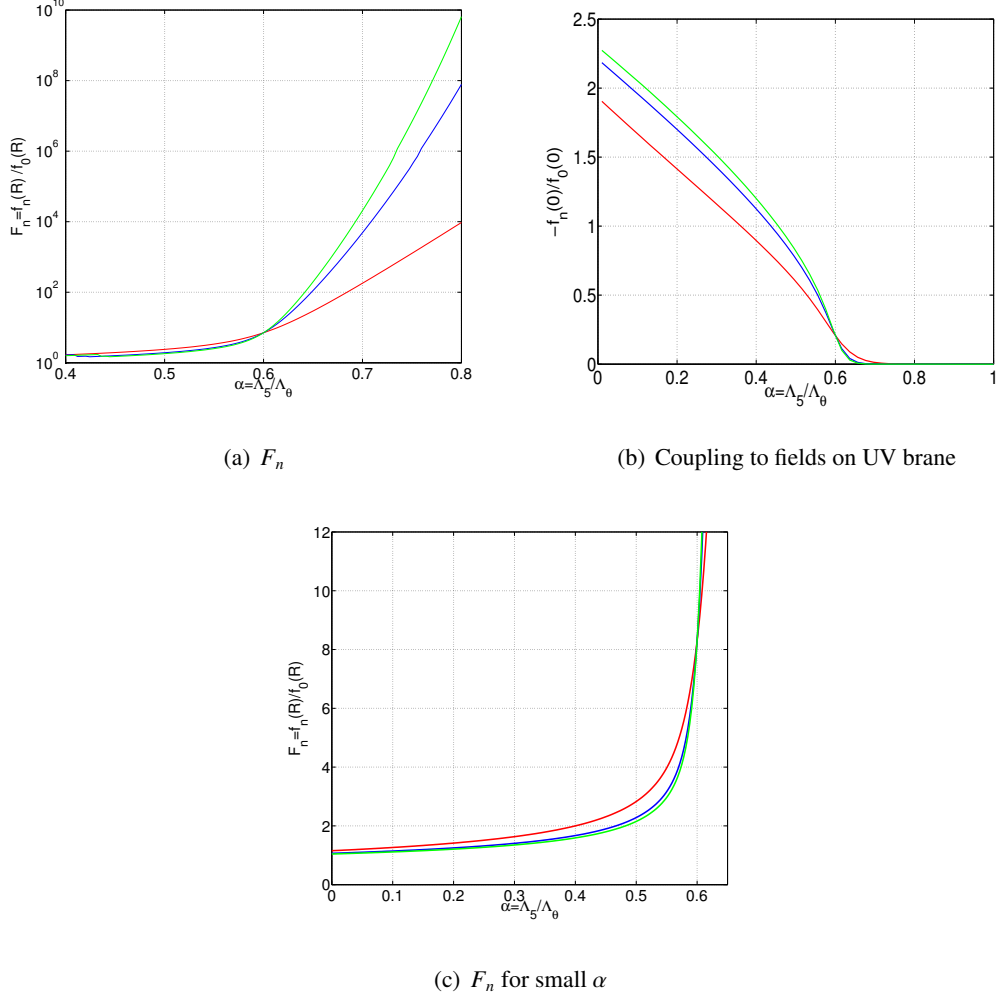 10^10
10^8
10^6
10^4
10^2
10^0
F_n=f_n(R) /f_0(R)
0.4 0.5 0.6 0.7 0.8
α=Λ_5/Λ_θ
(a) F_n
2.5
2
1.5
1
0.5
0
−f_n(0)/f_0(0)
0 0.2 0.4 0.6 0.8 1
α=Λ_5/Λ_θ
(b) Coupling to fields on UV brane
12
10
8
6
4
2
0
F_n=f_n(R)/f_0(R)
0 0.1 0.2 0.3 0.4 0.5 0.6
α=Λ_5/Λ_θ
(c) F_n for small α